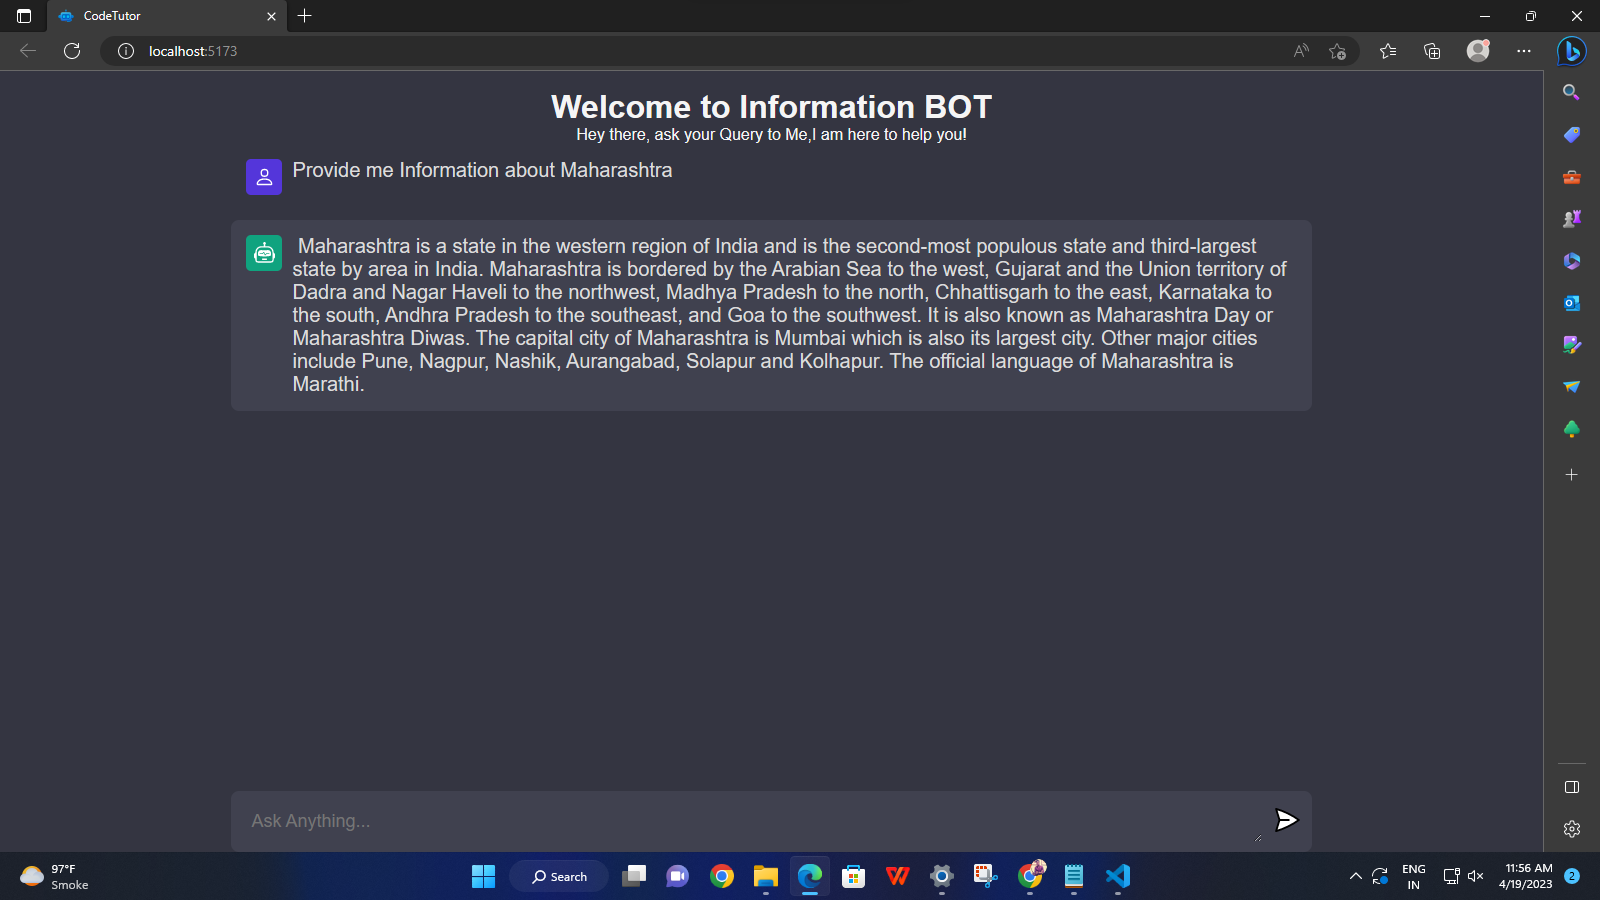 CodeTutor
localhost:5173
Welcome to Information BOT
Hey there, ask your Query to Me,I am here to help you!
Provide me Information about Maharashtra
Maharashtra is a state in the western region of India and is the second-most populous state and third-largest
state by area in India. Maharashtra is bordered by the Arabian Sea to the west, Gujarat and the Union territory of
Dadra and Nagar Haveli to the northwest, Madhya Pradesh to the north, Chhattisgarh to the east, Karnataka to
the south, Andhra Pradesh to the southeast, and Goa to the southwest. It is also known as Maharashtra Day or
Maharashtra Diwas. The capital city of Maharashtra is Mumbai which is also its largest city. Other major cities
include Pune, Nagpur, Nashik, Aurangabad, Solapur and Kolhapur. The official language of Maharashtra is
Marathi.
Ask Anything...
97°F
Smoke
Search
ENG
IN
11:56 AM
4/19/2023
2